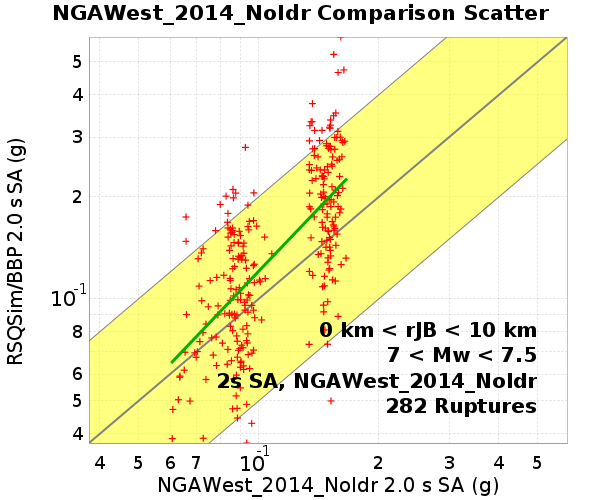 NGAWest_2014_NoIdr Comparison Scatter
RSQSim/BBP 2.0 s SA (g)
5
4
3
2
10⁻¹
8
6
5
4
0 km < rJB < 10 km
7 < Mw < 7.5
2s SA, NGAWest_2014_NoIdr
282 Ruptures
4 5 6 7 10⁻¹ 2 3 4 5
NGAWest_2014_NoIdr 2.0 s SA (g)